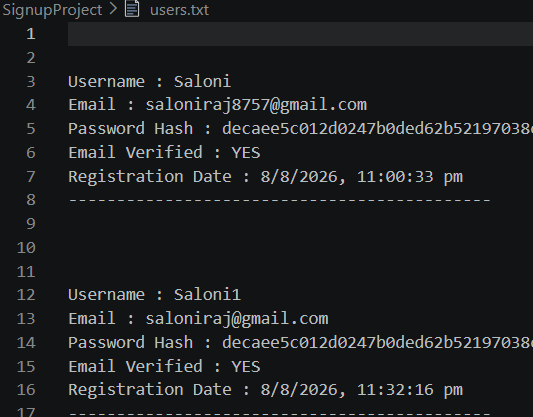 SignupProject > users.txt
1
2
3 Username : Saloni
4 Email : saloniraj8757@gmail.com
5 Password Hash : decaee5c012d0247b0ded62b52197038
6 Email Verified : YES
7 Registration Date : 8/8/2026, 11:00:33 pm
8 --------------------------------------------
9
10
11
12 Username : Saloni1
13 Email : saloniraj@gmail.com
14 Password Hash : decaee5c012d0247b0ded62b52197038
15 Email Verified : YES
16 Registration Date : 8/8/2026, 11:32:16 pm
17 --------------------------------------------